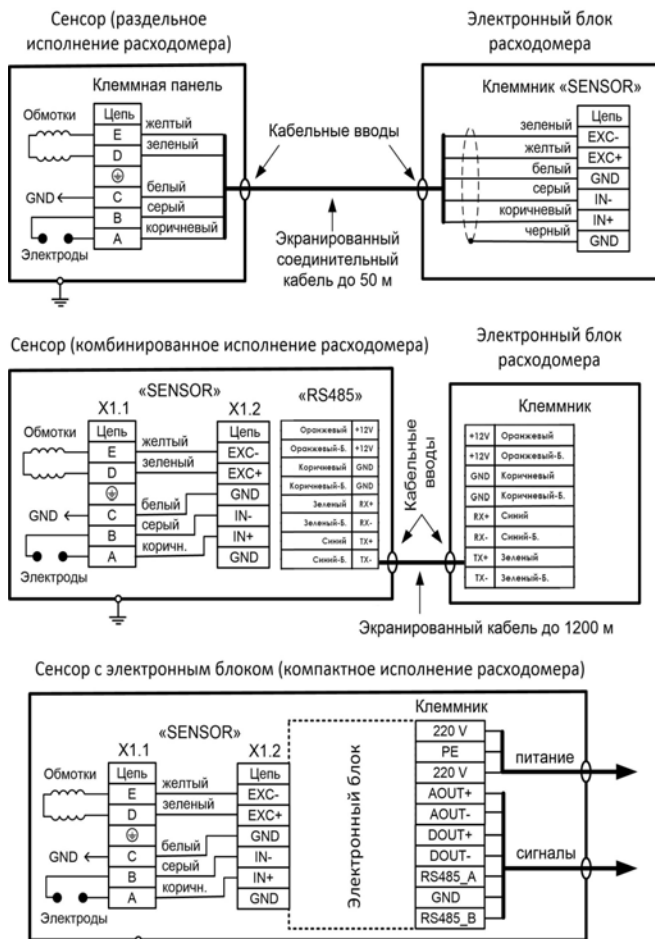 Сенсор (раздельное
исполнение расходомера)
Электронный блок
расходомера
Клеммная панель
Обмотки
Цепь
E
D
C
B
A
желтый
зеленый
белый
серый
коричневый
GND
Электроды
Кабельные вводы
Экранированный
соединительный
кабель до 50 м
Клеммник «SENSOR»
Цепь
зеленый EXC-
желтый EXC+
белый GND
серый IN-
коричневый IN+
черный GND
Сенсор (комбинированное исполнение расходомера)
Электронный блок
расходомера
«SENSOR»
X1.1
X1.2
«RS485»
Обмотки
Цепь
E
D
C
B
A
желтый
зеленый
белый
серый
коричн.
GND
Электроды
Цепь
EXC-
EXC+
GND
IN-
IN+
GND
Оранжевый +12V
Оранжевый-Б. +12V
Коричневый GND
Коричневый-Б. GND
Зеленый RX+
Зеленый-Б. RX-
Синий TX+
Синий-Б. TX-
Кабельные
вводы
Клеммник
+12V Оранжевый
+12V Оранжевый-Б.
GND Коричневый
GND Коричневый-Б.
RX+ Синий
RX- Синий-Б.
TX+ Зеленый
TX- Зеленый-Б.
Экранированный кабель до 1200 м
Сенсор с электронным блоком (компактное исполнение расходомера)
«SENSOR»
X1.1
X1.2
Обмотки
Цепь
E
D
C
B
A
желтый
зеленый
белый
серый
коричн.
GND
Электроды
Цепь
EXC-
EXC+
GND
IN-
IN+
GND
Электронный блок
Клеммник
220 V
PE
220 V
AOUT+
AOUT-
DOUT+
DOUT-
RS485_A
GND
RS485_B
питание
сигналы